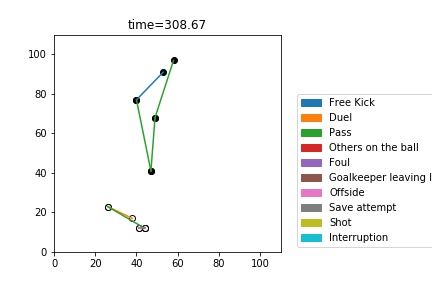 time=308.67
100
80
60
40
20
0
0 20 40 60 80 100
Free Kick
Duel
Pass
Others on the ball
Foul
Goalkeeper leaving l
Offside
Save attempt
Shot
Interruption